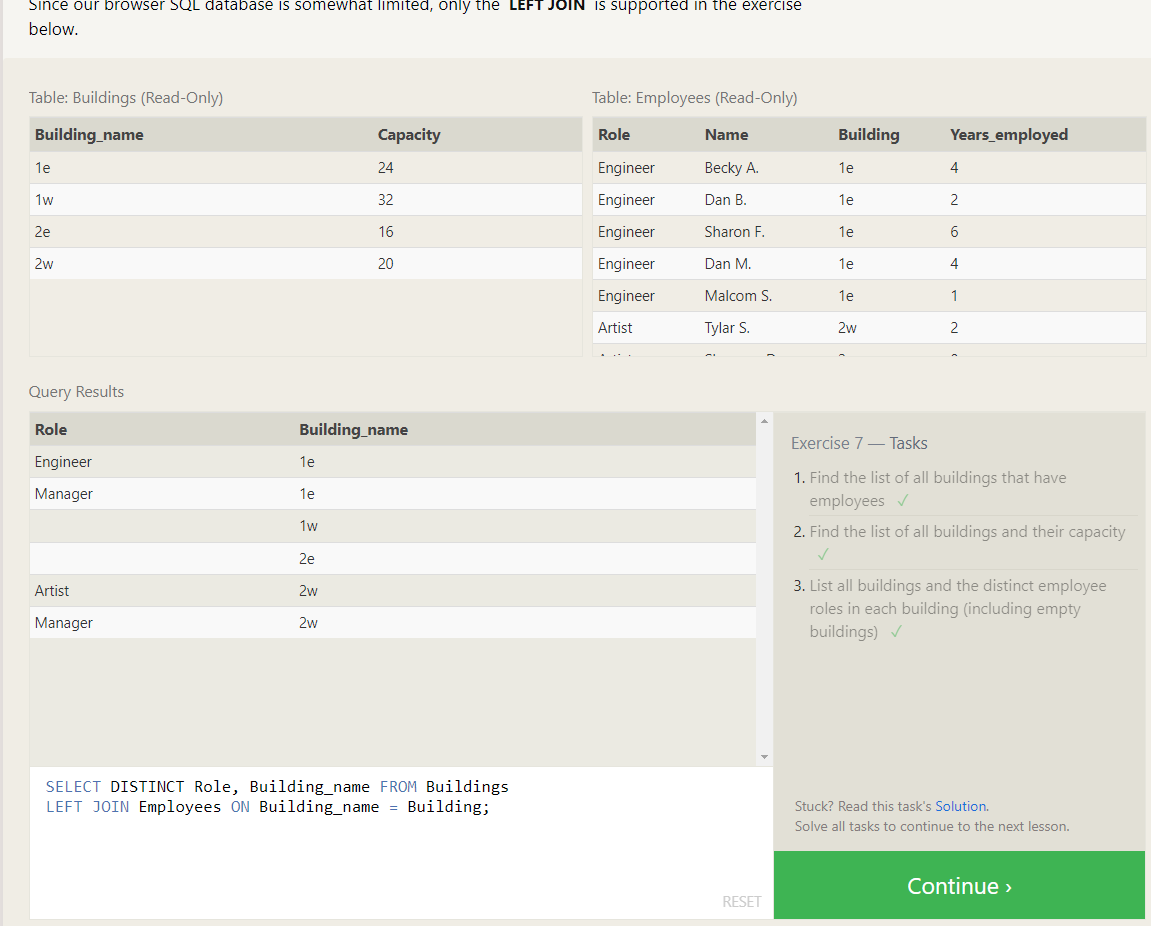 Since our browser SQL database is somewhat limited, only the LEFT JOIN is supported in the exercise
below.
Table: Buildings (Read-Only)
Building_name Capacity
1e 24
1w 32
2e 16
2w 20
Table: Employees (Read-Only)
Role Name Building Years_employed
Engineer Becky A. 1e 4
Engineer Dan B. 1e 2
Engineer Sharon F. 1e 6
Engineer Dan M. 1e 4
Engineer Malcom S. 1e 1
Artist Tylar S. 2w 2
Query Results
Role Building_name
Engineer 1e
Manager 1e
1w
2e
Artist 2w
Manager 2w
SELECT DISTINCT Role, Building_name FROM Buildings
LEFT JOIN Employees ON Building_name = Building;
RESET
Exercise 7 — Tasks
1. Find the list of all buildings that have
employees ✓
2. Find the list of all buildings and their capacity
✓
3. List all buildings and the distinct employee
roles in each building (including empty
buildings) ✓
Stuck? Read this task's Solution.
Solve all tasks to continue to the next lesson.
Continue ›